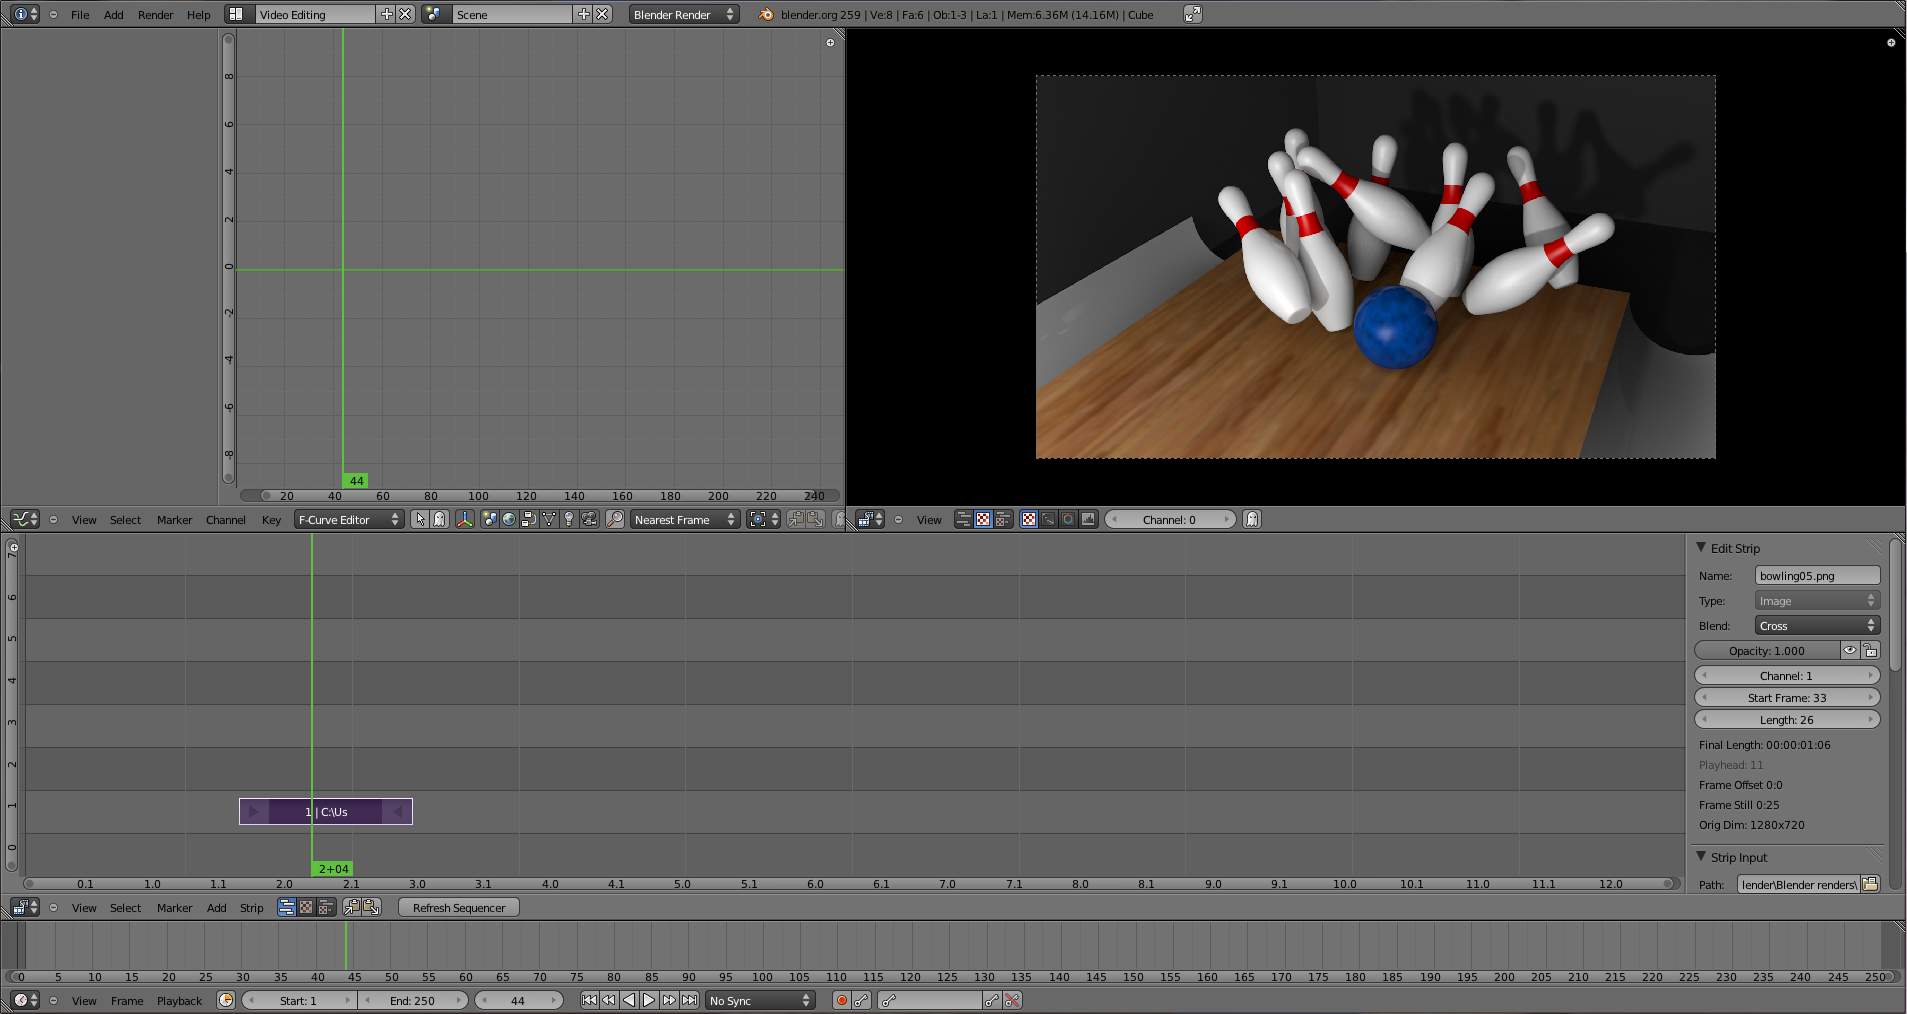 File Add Render Help Video Editing Scene Blender Render blender.org 259 | Ve:8 | Fa:6 | Ob:1-3 | La:1 | Mem:6.36M (14.16M) | Cube
8
6
4
2
0
-2
-4
-6
-8
44
20 40 60 80 100 120 140 160 180 200 220 240
View Select Marker Channel Key F-Curve Editor Nearest Frame
View Channel: 0
7
6
5
4
3
2
1
0
1 | C:\Us
2+04
0.1 1.0 1.1 2.0 2.1 3.0 3.1 4.0 4.1 5.0 5.1 6.0 6.1 7.0 7.1 8.0 8.1 9.0 9.1 10.0 10.1 11.0 11.1 12.0
Edit Strip
Name: bowling05.png
Type: Image
Blend: Cross
Opacity: 1.000
Channel: 1
Start Frame: 33
Length: 26
Final Length: 00:00:01:06
Playhead: 11
Frame Offset 0:0
Frame Still 0:25
Orig Dim: 1280x720
Strip Input
Path: lender\Blender renders\
View Select Marker Add Strip Refresh Sequencer
0 5 10 15 20 25 30 35 40 45 50 55 60 65 70 75 80 85 90 95 100 105 110 115 120 125 130 135 140 145 150 155 160 165 170 175 180 185 190 195 200 205 210 215 220 225 230 235 240 245 250
View Frame Playback Start: 1 End: 250 44 No Sync